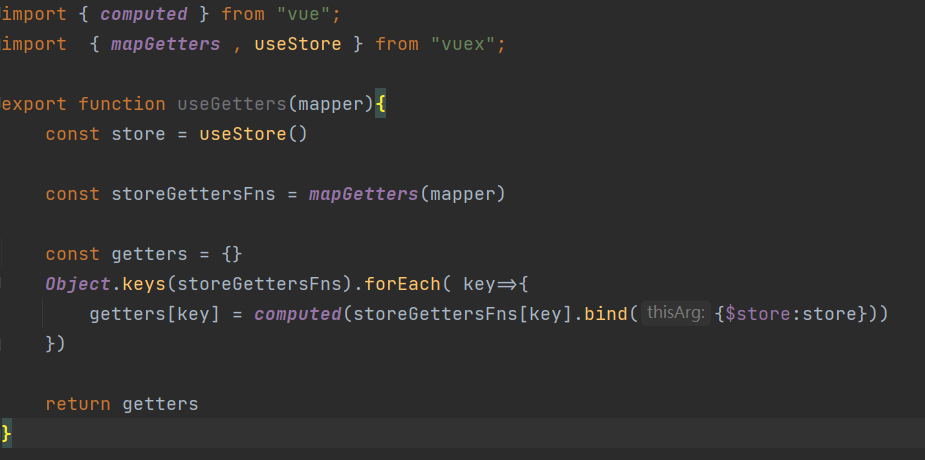 import { computed } from "vue";
import  { mapGetters , useStore } from "vuex";
export function useGetters(mapper){
    const store = useStore()
    const storeGettersFns = mapGetters(mapper)
    const getters = {}
    Object.keys(storeGettersFns).forEach( key=>{
        getters[key] = computed(storeGettersFns[key].bind( thisArg: {$store:store}))
    })
    return getters
}